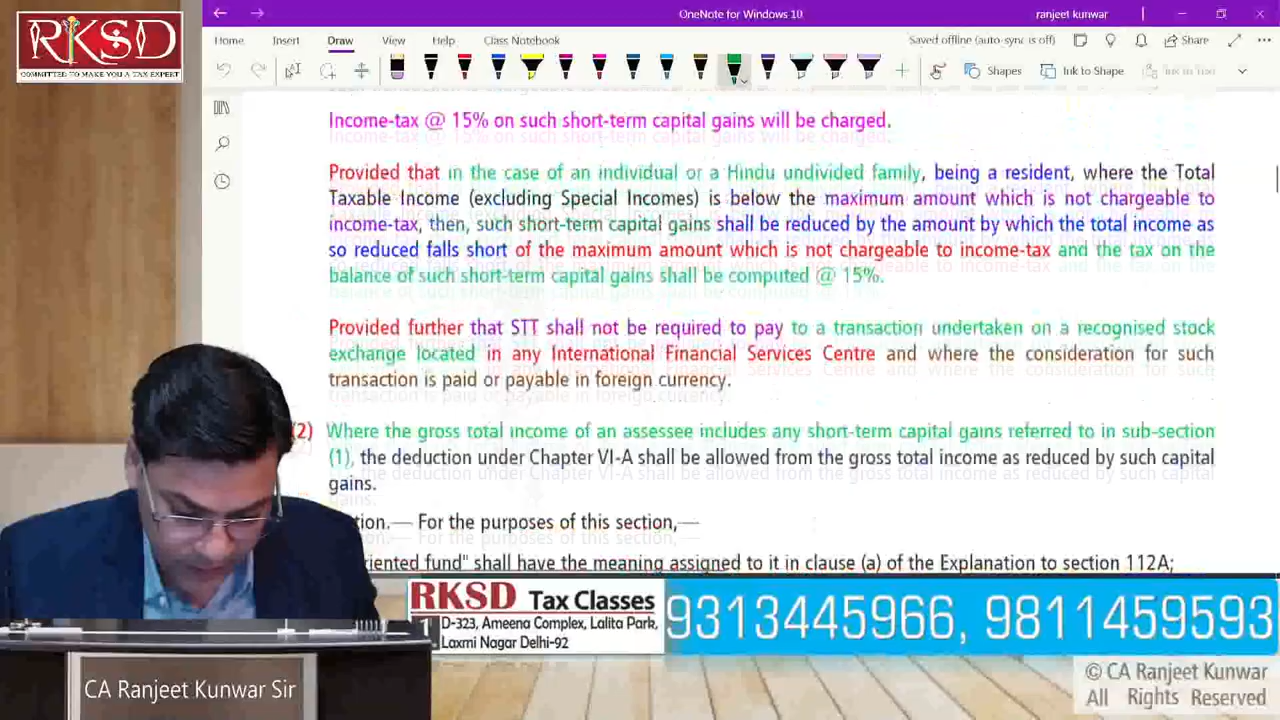 RKSD
COMMITTED TO MAKE YOU A TAX EXPERT
OneNote for Windows 10
ranjeet kunwar
Home Insert Draw View Help Class Notebook
Saved offline (auto-sync is off)
Share
Shapes
Ink to Shape
Ink to Text
Income-tax @ 15% on such short-term capital gains will be charged.
Provided that in the case of an individual or a Hindu undivided family, being a resident, where the Total
Taxable Income (excluding Special Incomes) is below the maximum amount which is not chargeable to
income-tax, then, such short-term capital gains shall be reduced by the amount by which the total income as
so reduced falls short of the maximum amount which is not chargeable to income-tax and the tax on the
balance of such short-term capital gains shall be computed @ 15%.
Provided further that STT shall not be required to pay to a transaction undertaken on a recognised stock
exchange located in any International Financial Services Centre and where the consideration for such
transaction is paid or payable in foreign currency.
(2) Where the gross total income of an assessee includes any short-term capital gains referred to in sub-section
(1), the deduction under Chapter VI-A shall be allowed from the gross total income as reduced by such capital
gains.
tion.— For the purposes of this section,—
riented fund" shall have the meaning assigned to it in clause (a) of the Explanation to section 112A;
RKSD Tax Classes
D-323, Ameena Complex, Lalita Park,
Laxmi Nagar Delhi-92
9313445966, 9811459593
CA Ranjeet Kunwar Sir
© CA Ranjeet Kunwar
All Rights Reserved